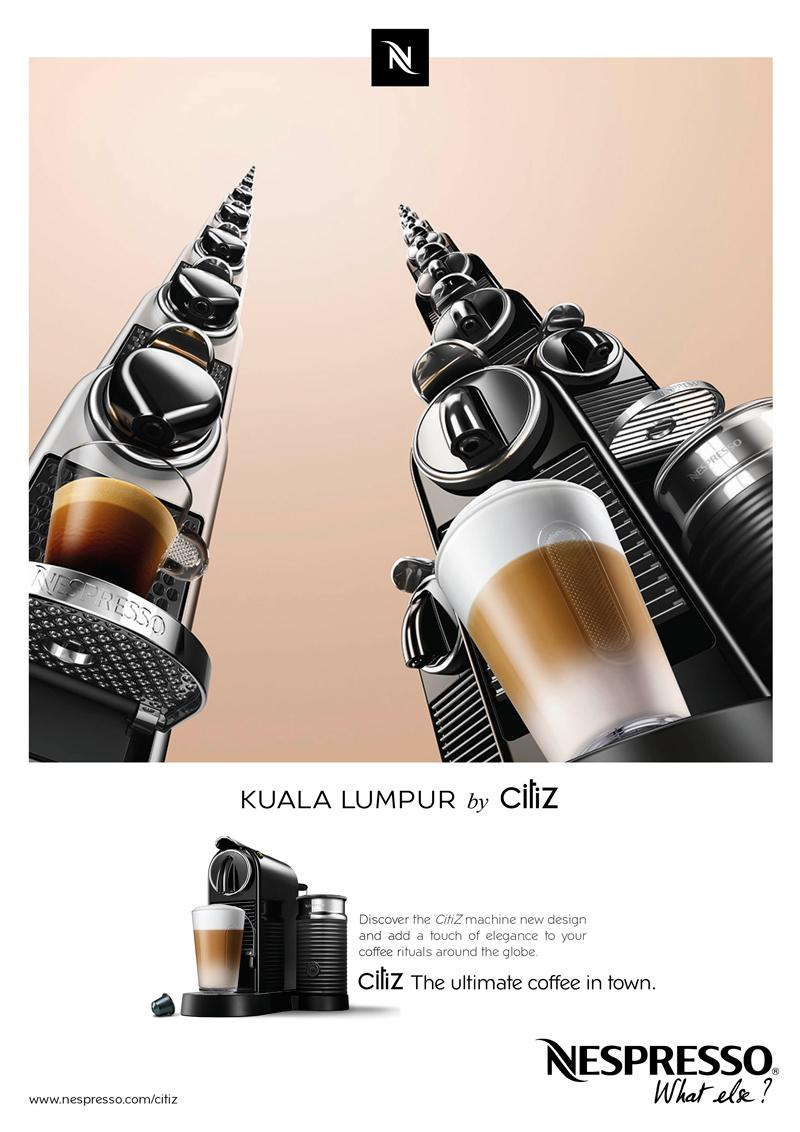 N
NESPRESSO
NESPRESSO
NESPRESSO
KUALA LUMPUR by CitiZ
Discover the CitiZ machine new design
and add a touch of elegance to your
coffee rituals around the globe.
CitiZ The ultimate coffee in town.
NESPRESSO®
What else?
www.nespresso.com/citiz